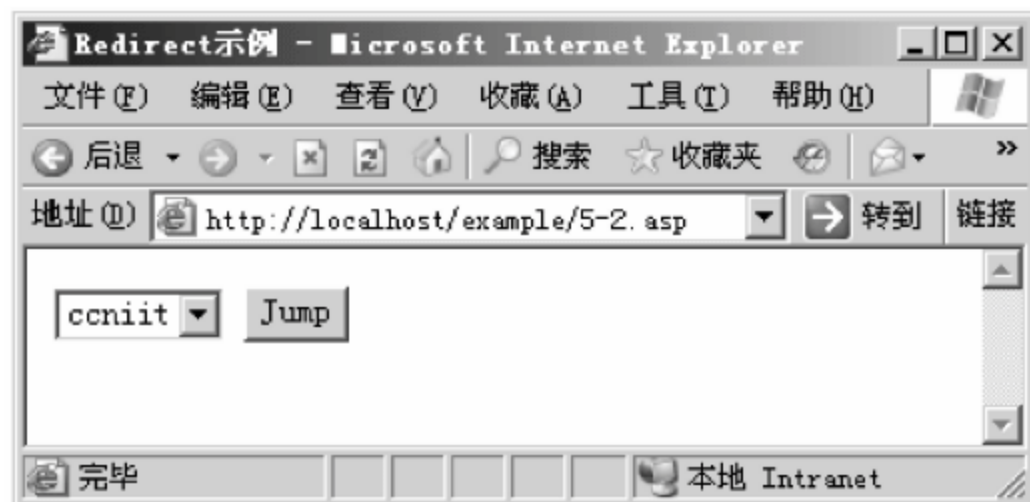 Redirect示例 - Microsoft Internet Explorer
文件(F) 编辑(E) 查看(V) 收藏(A) 工具(T) 帮助(H)
后退 搜索 收藏夹 »
地址(D) http://localhost/example/5-2.asp 转到 链接
ccniit Jump
完毕 本地 Intranet